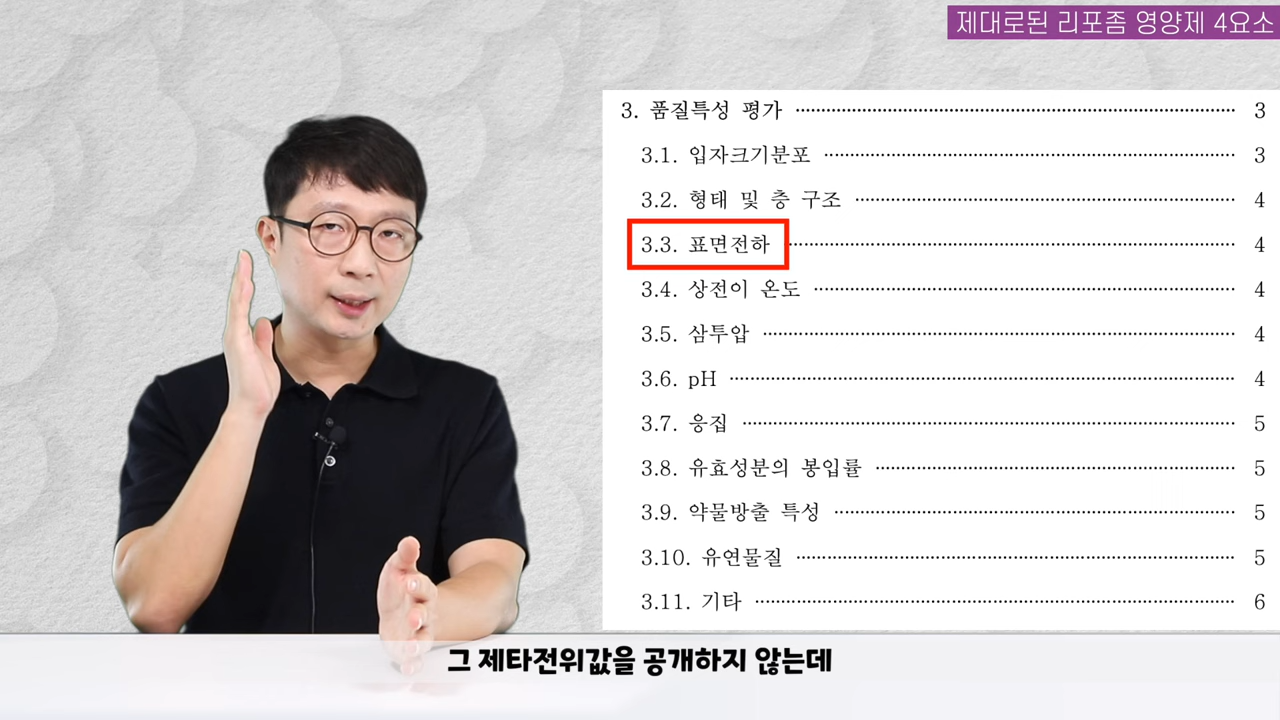 제대로된 리포좀 영양제 4요소
3. 품질특성 평가 ··· 3
3.1. 입자크기분포 ··· 3
3.2. 형태 및 층 구조 ··· 4
3.3. 표면전하 ··· 4
3.4. 상전이 온도 ··· 4
3.5. 삼투압 ··· 4
3.6. pH ··· 4
3.7. 응집 ··· 5
3.8. 유효성분의 봉입률 ··· 5
3.9. 약물방출 특성 ··· 5
3.10. 유연물질 ··· 5
3.11. 기타 ··· 6
그 제타전위값을 공개하지 않는데